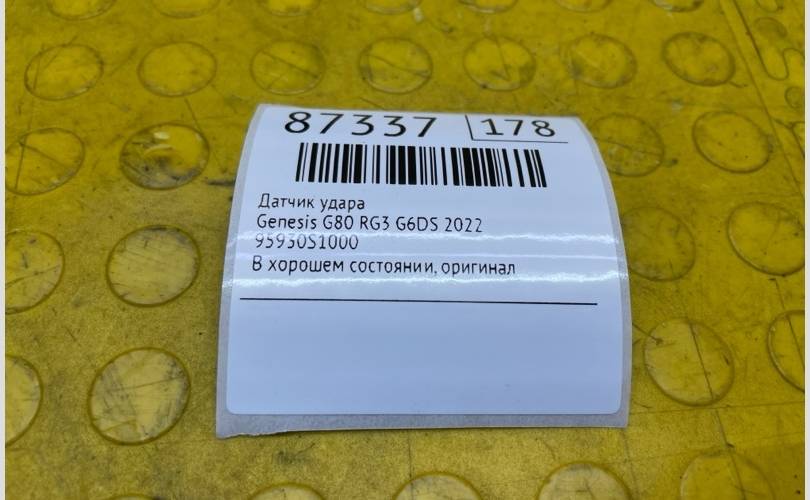 87337 178
Датчик удара
Genesis G80 RG3 G6DS 2022
95930S1000
В хорошем состоянии, оригинал